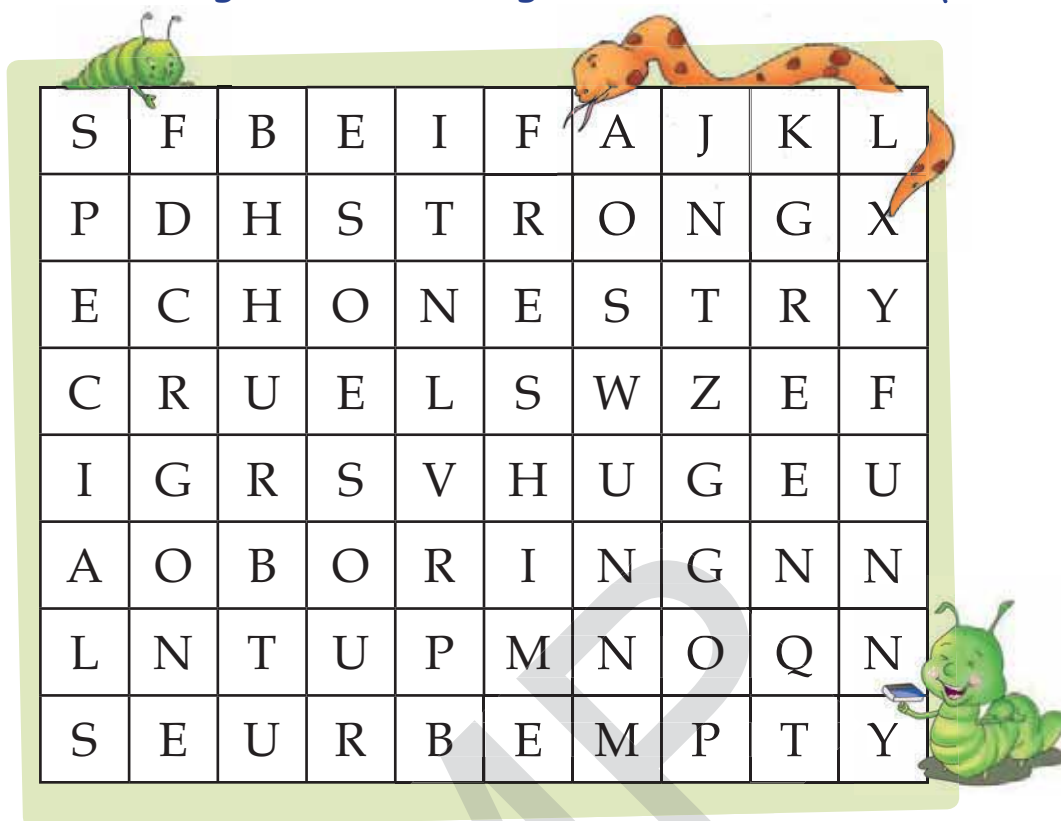 S F B E I F A J K L
P D H S T R O N G X
E C H O N E S T R Y
C R U E L S W Z E F
I G R S V H U G E U
A O B O R I N G N N
L N T U P M N O Q N
S E U R B E M P T Y